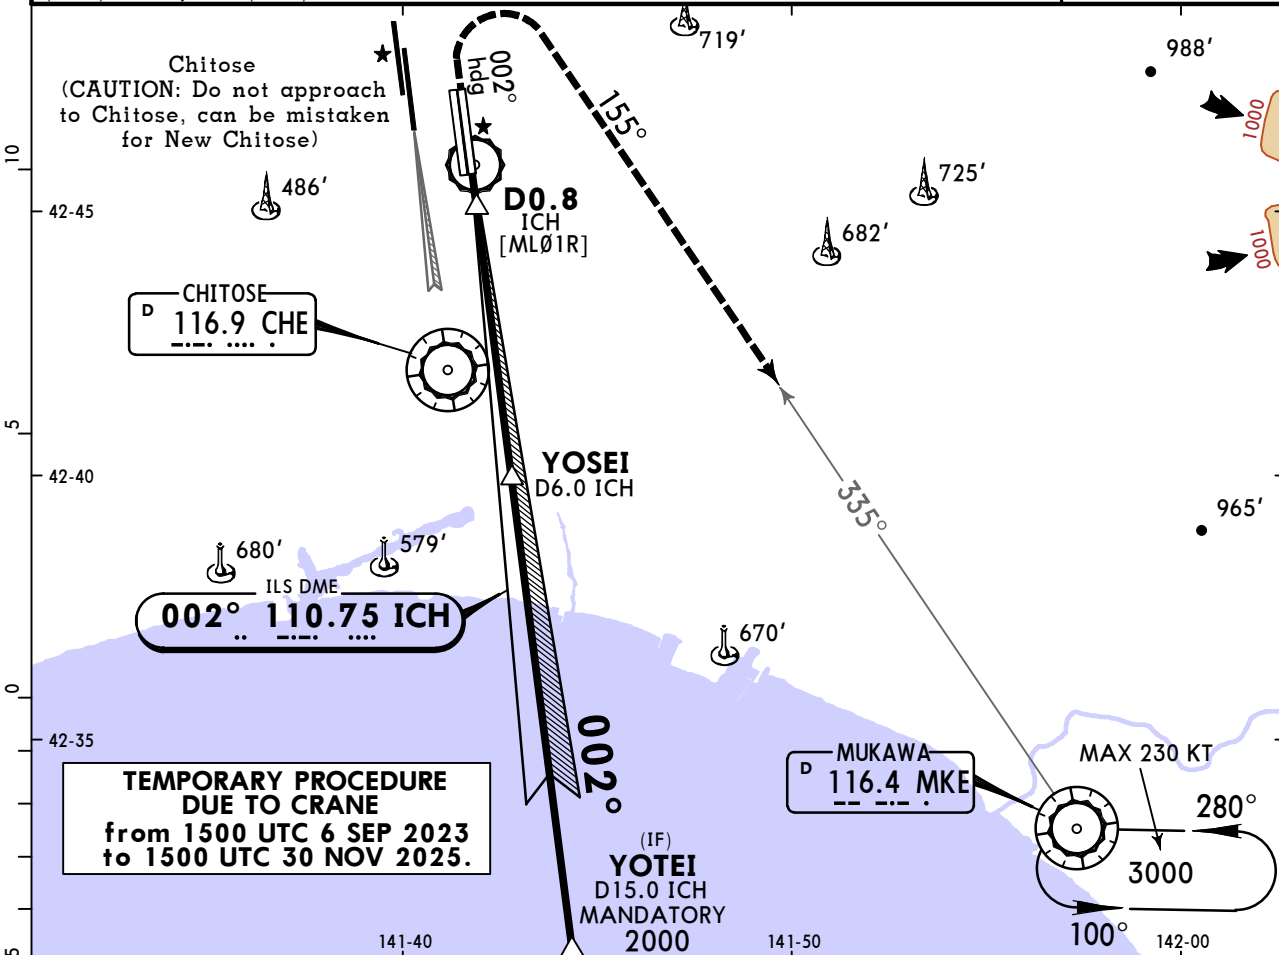 719'
988'
Chitose
(CAUTION: Do not approach
to Chitose, can be mistaken
for New Chitose)
002°
hdg
155°
1000
10
486'
725'
42-45
D0.8
ICH
[MLØ1R]
682'
1000
CHITOSE
D 116.9 CHE
5
YOSEI
D6.0 ICH
42-40
335°
965'
680'
579'
ILS DME
002° 110.75 ICH
670'
0
42-35
002°
MUKAWA
D 116.4 MKE
MAX 230 KT
280°
TEMPORARY PROCEDURE
DUE TO CRANE
from 1500 UTC 6 SEP 2023
to 1500 UTC 30 NOV 2025.
(IF)
YOTEI
D15.0 ICH
MANDATORY
2000
3000
100°
5
141-40
141-50
142-00